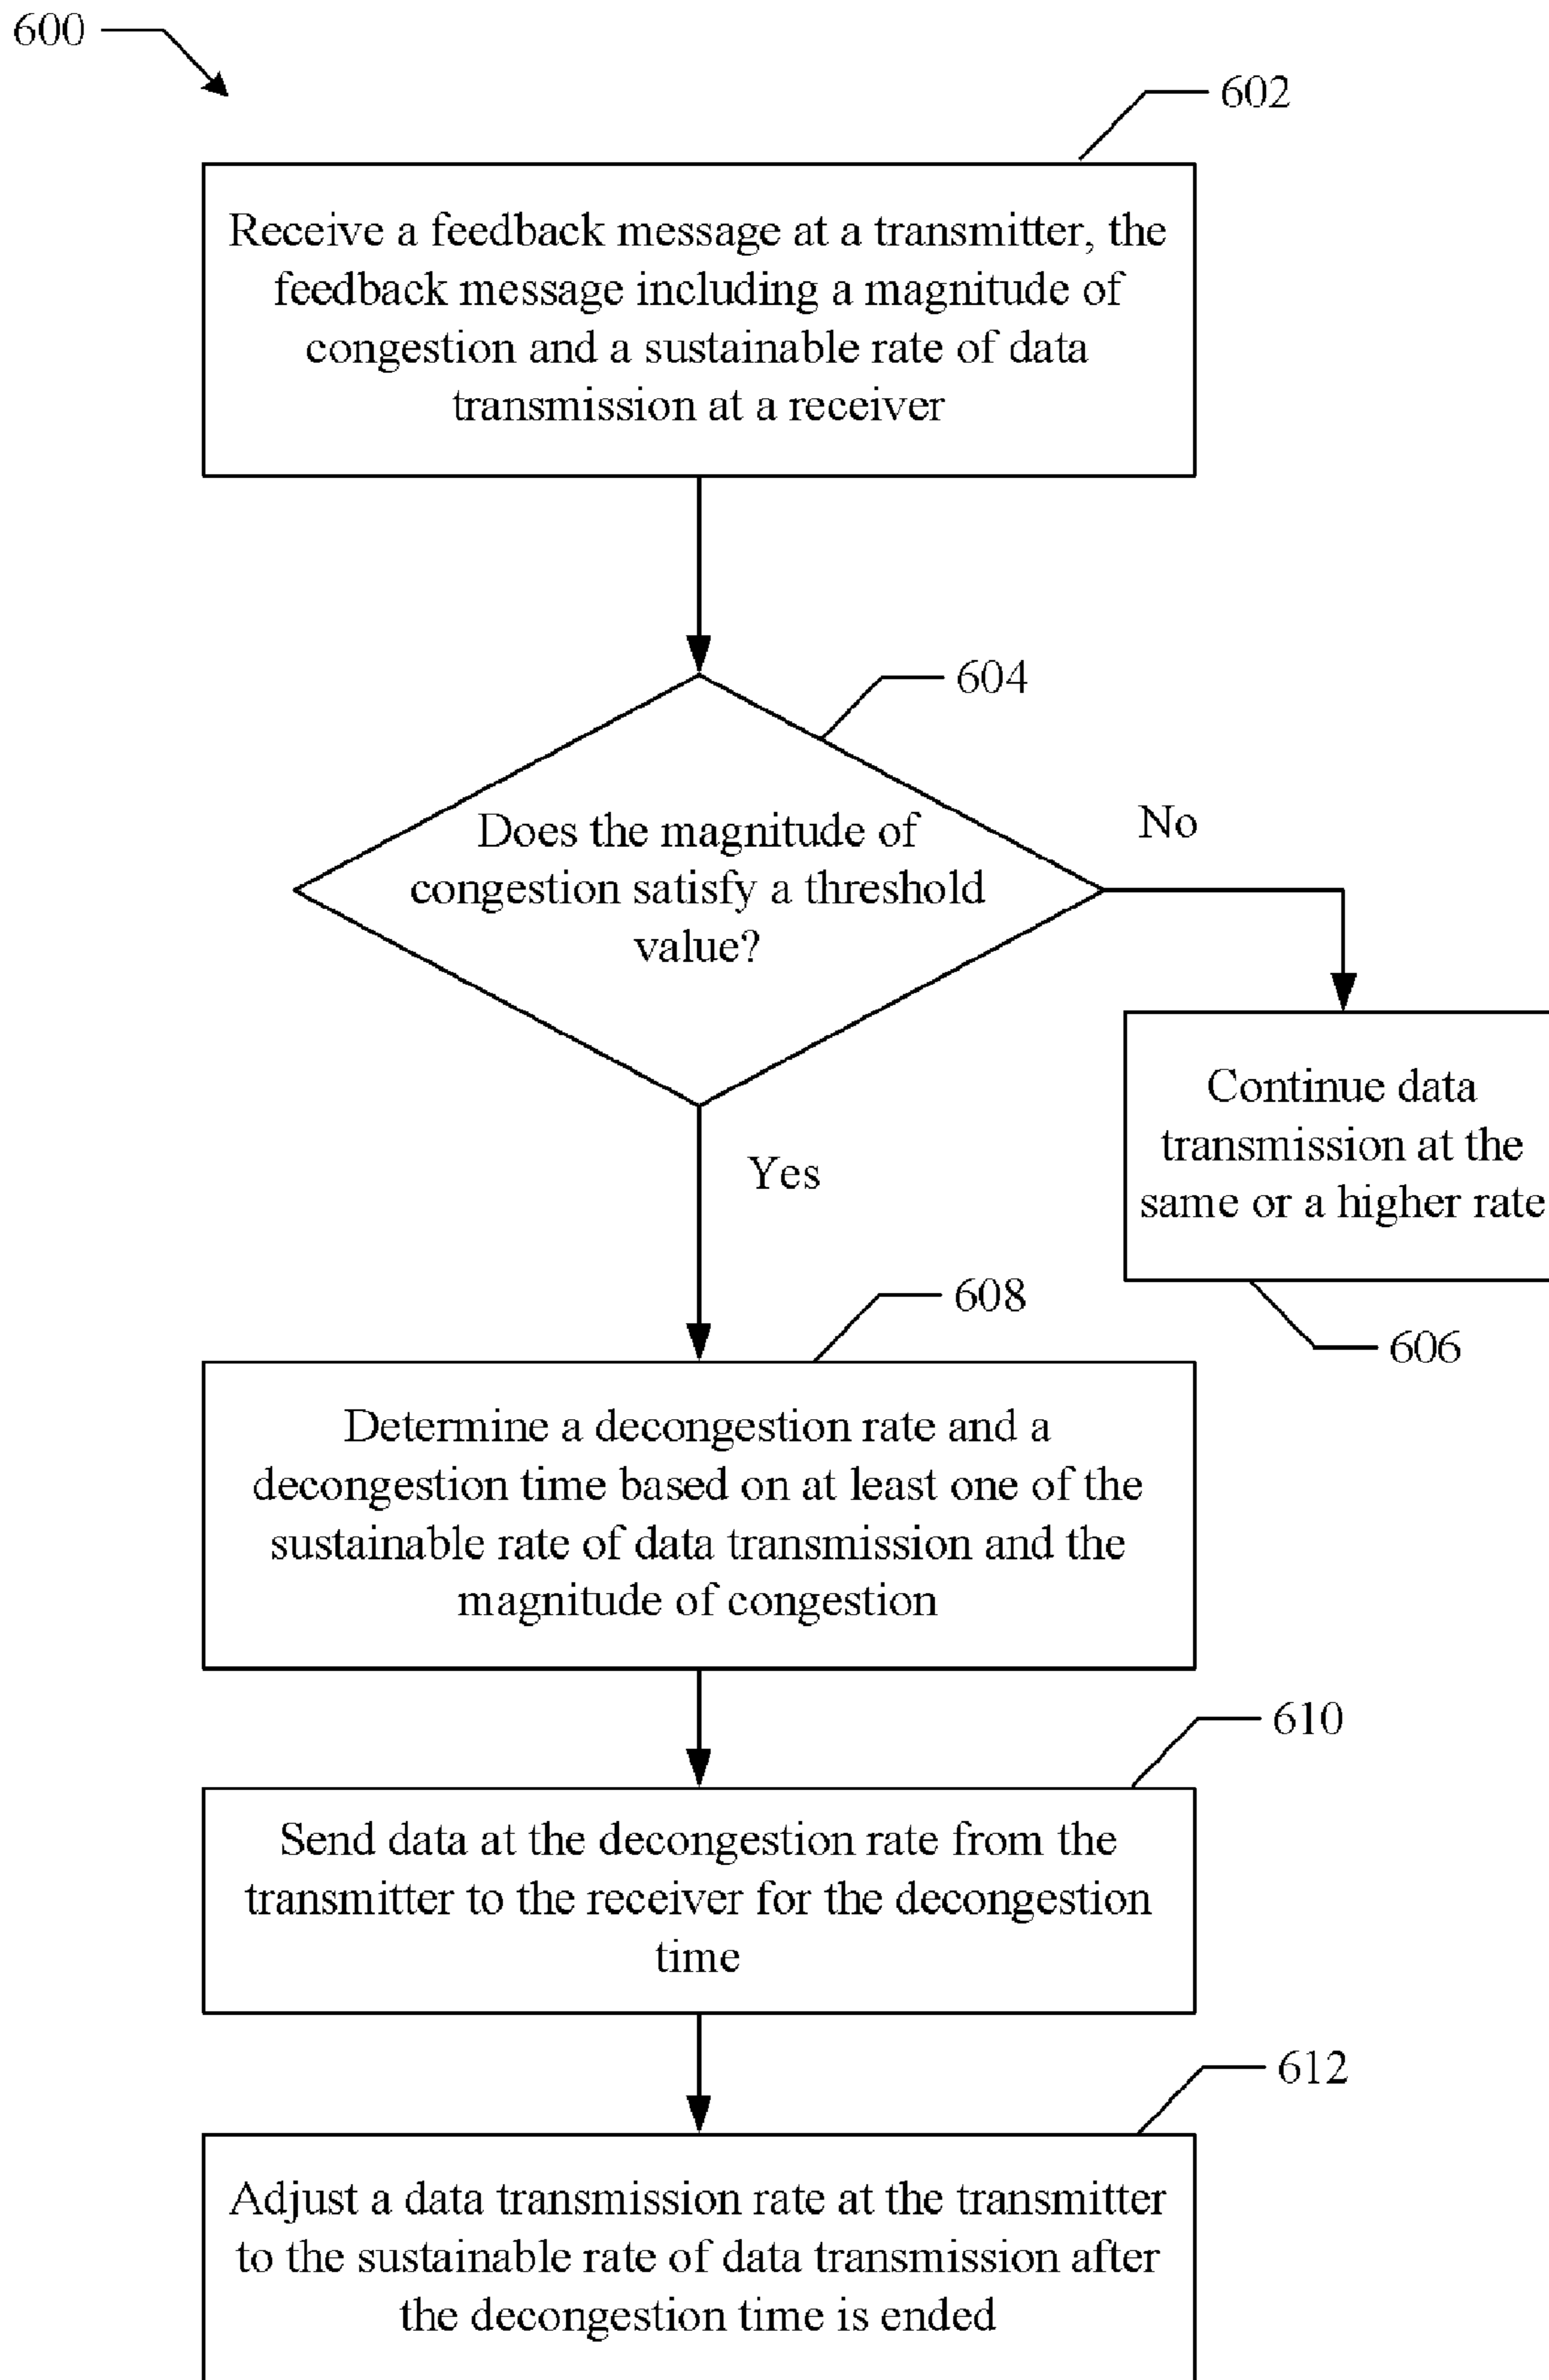 600
602
Receive a feedback message at a transmitter, the
feedback message including a magnitude of
congestion and a sustainable rate of data
transmission at a receiver
604
Does the magnitude of
congestion satisfy a threshold
value?
No
Continue data
transmission at the
same or a higher rate
606
Yes
608
Determine a decongestion rate and a
decongestion time based on at least one of the
sustainable rate of data transmission and the
magnitude of congestion
610
Send data at the decongestion rate from the
transmitter to the receiver for the decongestion
time
612
Adjust a data transmission rate at the transmitter
to the sustainable rate of data transmission after
the decongestion time is ended